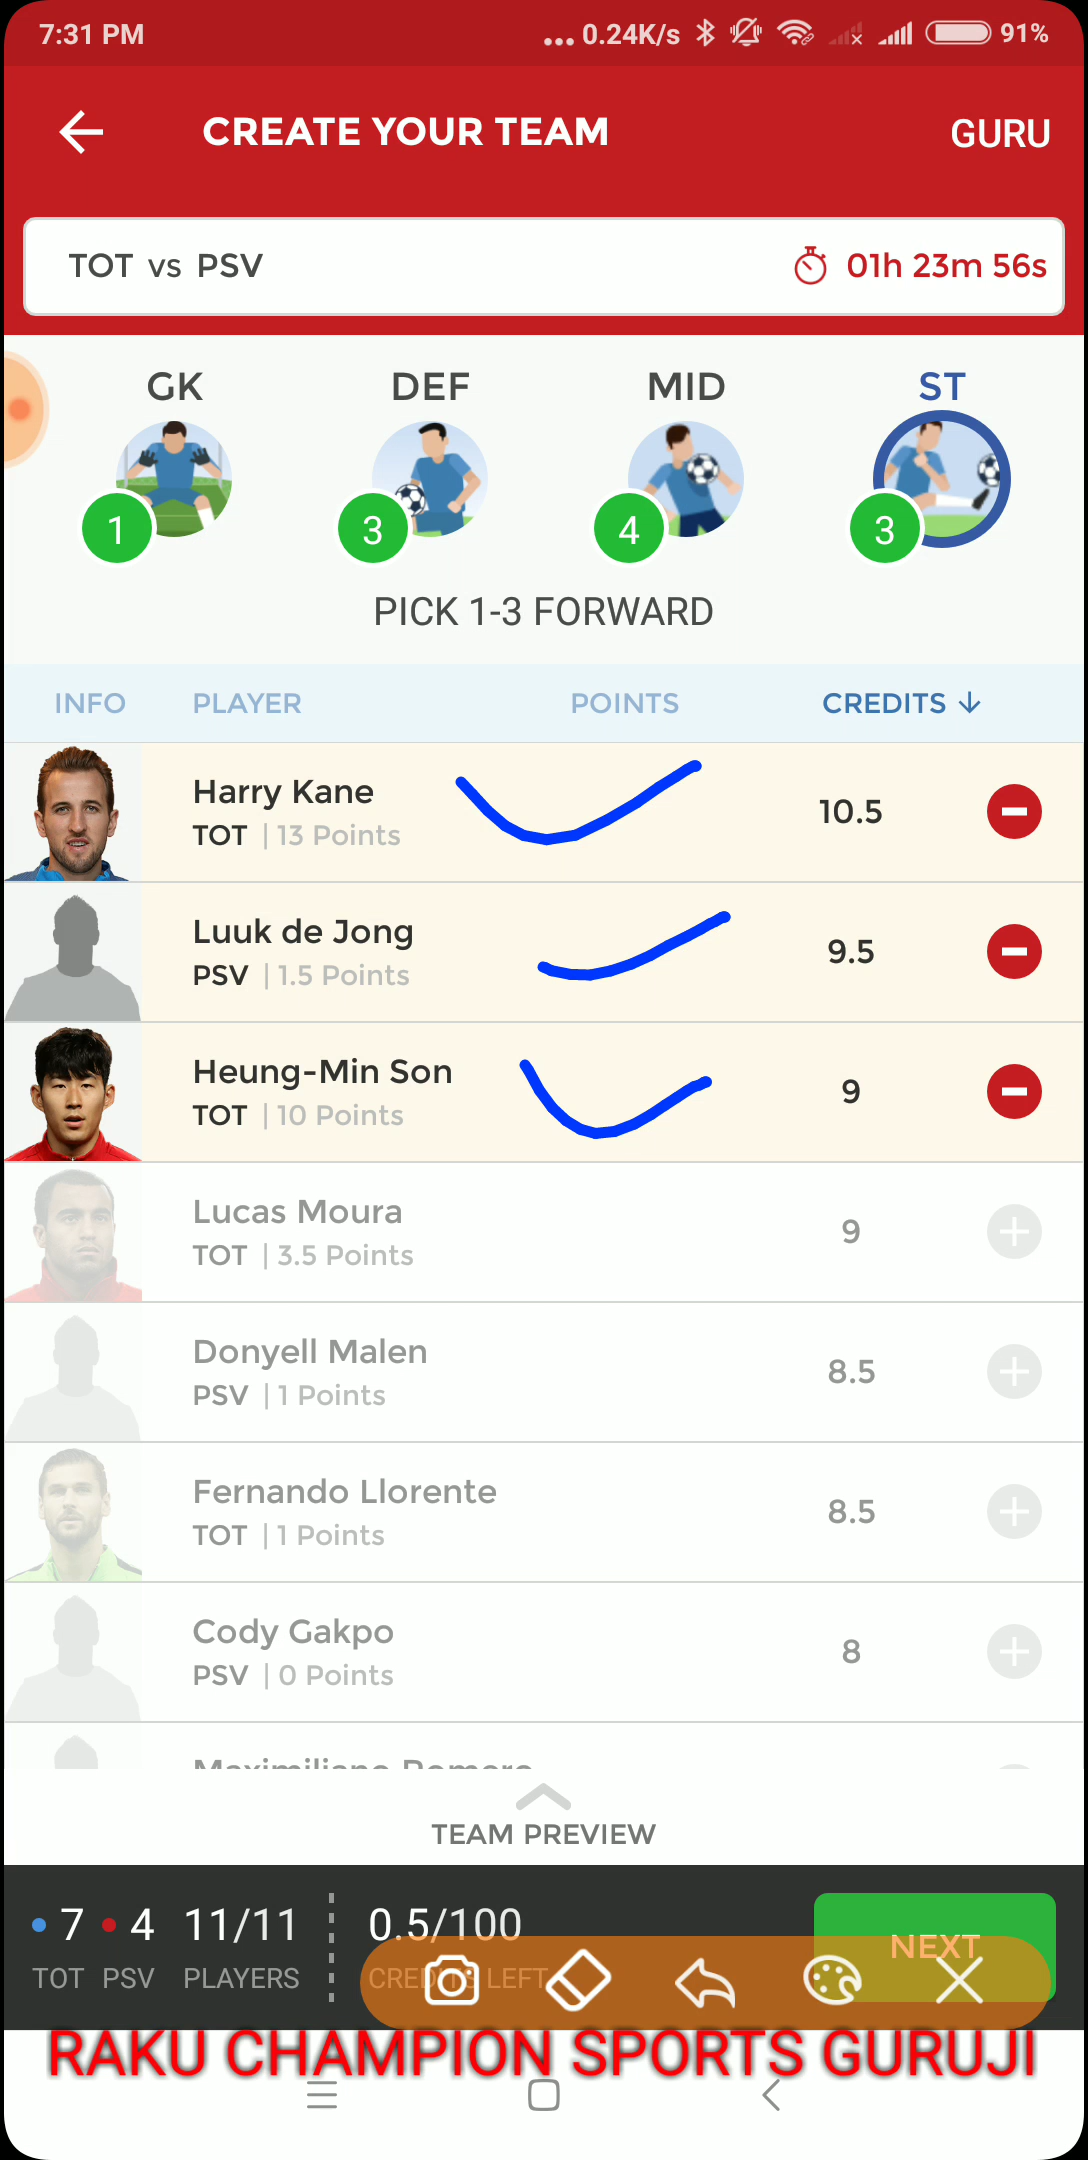 7:31 PM
... 0.24K/s
91%
CREATE YOUR TEAM
GURU
TOT vs PSV
01h 23m 56s
GK DEF MID ST
1 3 4 3
PICK 1-3 FORWARD
INFO PLAYER POINTS CREDITS ↓
Harry Kane
TOT | 13 Points
10.5
Luuk de Jong
PSV | 1.5 Points
9.5
Heung-Min Son
TOT | 10 Points
9
Lucas Moura
TOT | 3.5 Points
9
Donyell Malen
PSV | 1 Points
8.5
Fernando Llorente
TOT | 1 Points
8.5
Cody Gakpo
PSV | 0 Points
8
Maximiliano Romero
TEAM PREVIEW
7 4 11/11 0.5/100
TOT PSV PLAYERS CREDITS LEFT
NEXT
RAKU CHAMPION SPORTS GURUJI